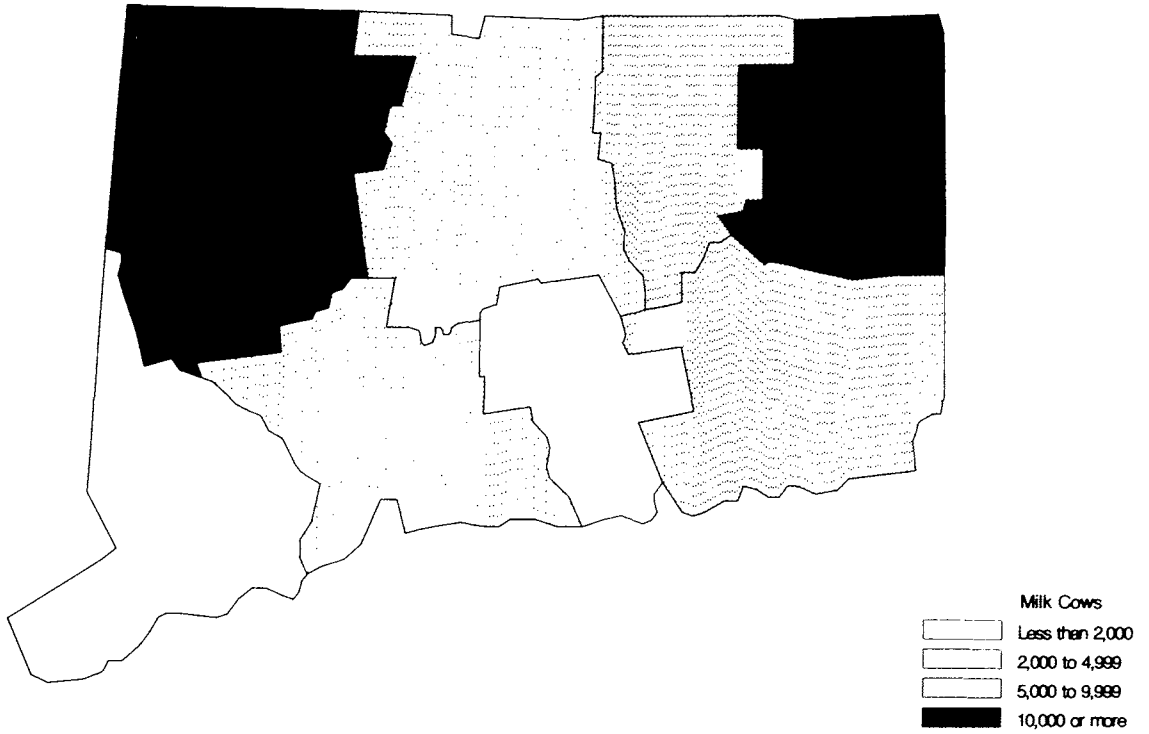 Milk Cows
Less than 2,000
2,000 to 4,999
5,000 to 9,999
10,000 or more